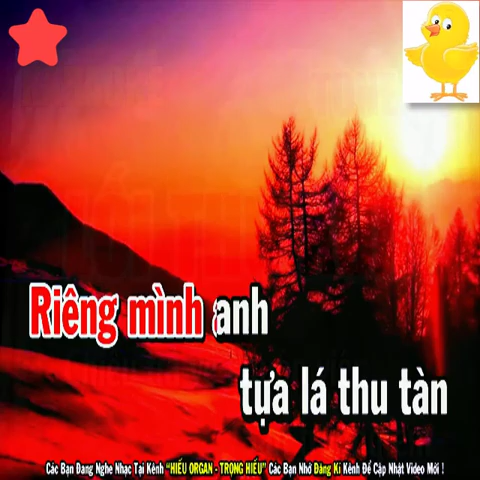 Riêng mình anh
tựa lá thu tàn
Các Bạn Đang Nghe Nhạc Tại Kênh "HIẾU ORGAN - TRỌNG HIẾU" Các Bạn Nhớ Đăng Kí Kênh Để Cập Nhật Video Mới !